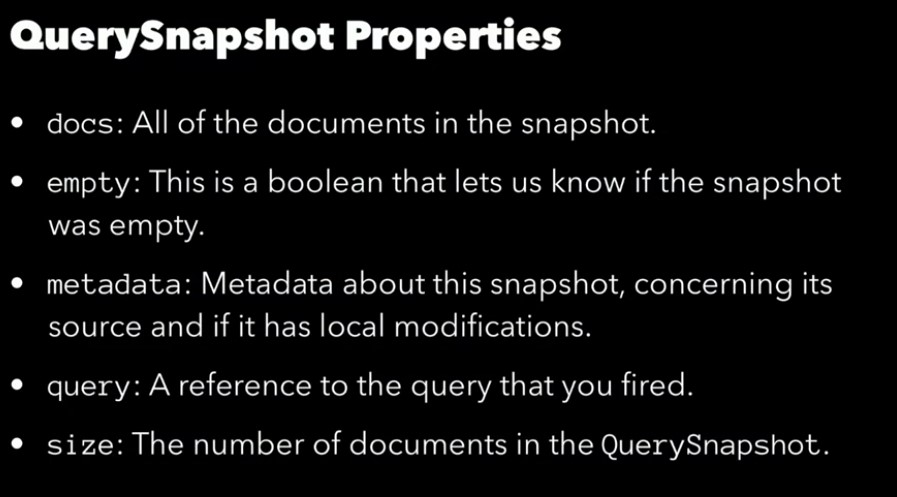 QuerySnapshot Properties
• docs: All of the documents in the snapshot.
• empty: This is a boolean that lets us know if the snapshot
was empty.
• metadata: Metadata about this snapshot, concerning its
source and if it has local modifications.
• query: A reference to the query that you fired.
• size: The number of documents in the QuerySnapshot.